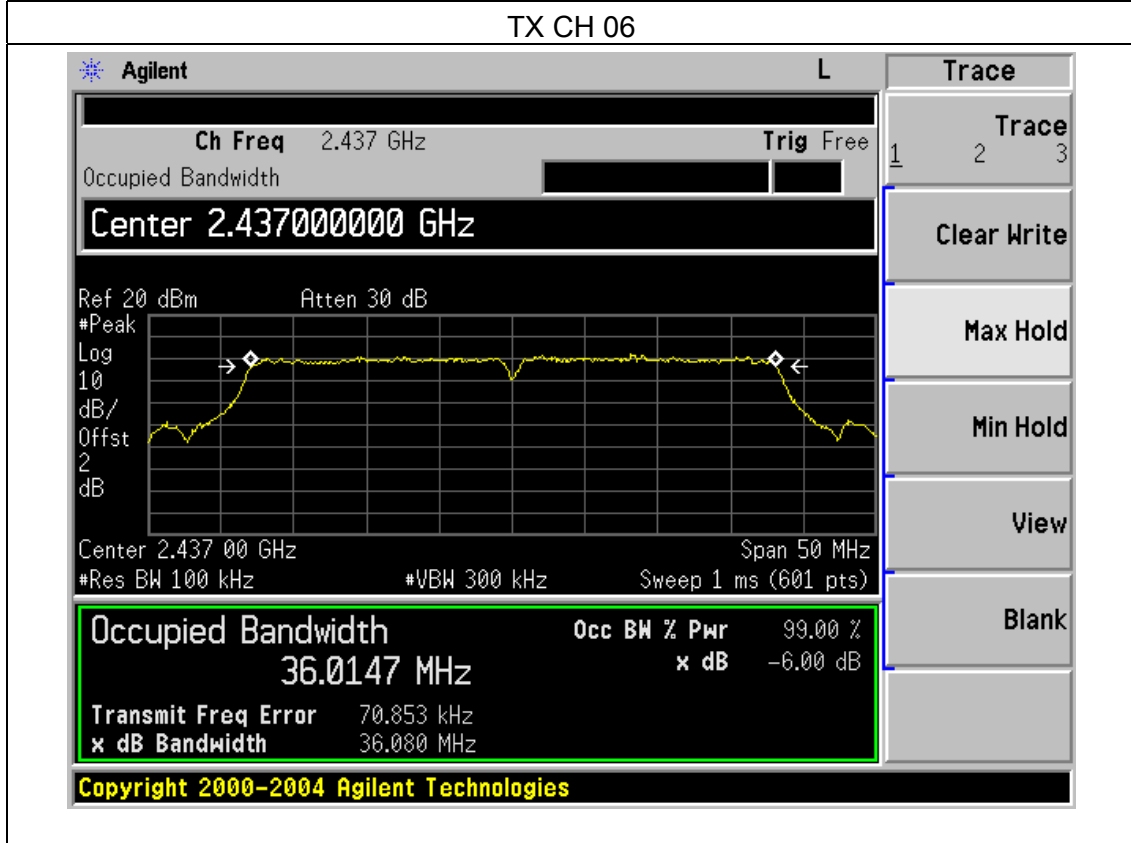 TX CH 06
Agilent L Trace
Ch Freq 2.437 GHz Trig Free
Occupied Bandwidth
Center 2.437000000 GHz
Ref 20 dBm Atten 30 dB
#Peak
Log
10
dB/
Offst
2
dB
Center 2.437 00 GHz Span 50 MHz
#Res BW 100 kHz #VBW 300 kHz Sweep 1 ms (601 pts)
Occupied Bandwidth Occ BW % Pwr 99.00 %
36.0147 MHz x dB -6.00 dB
Transmit Freq Error 70.853 kHz
x dB Bandwidth 36.080 MHz
Copyright 2000-2004 Agilent Technologies
Trace
1 2 3
Clear Write
Max Hold
Min Hold
View
Blank